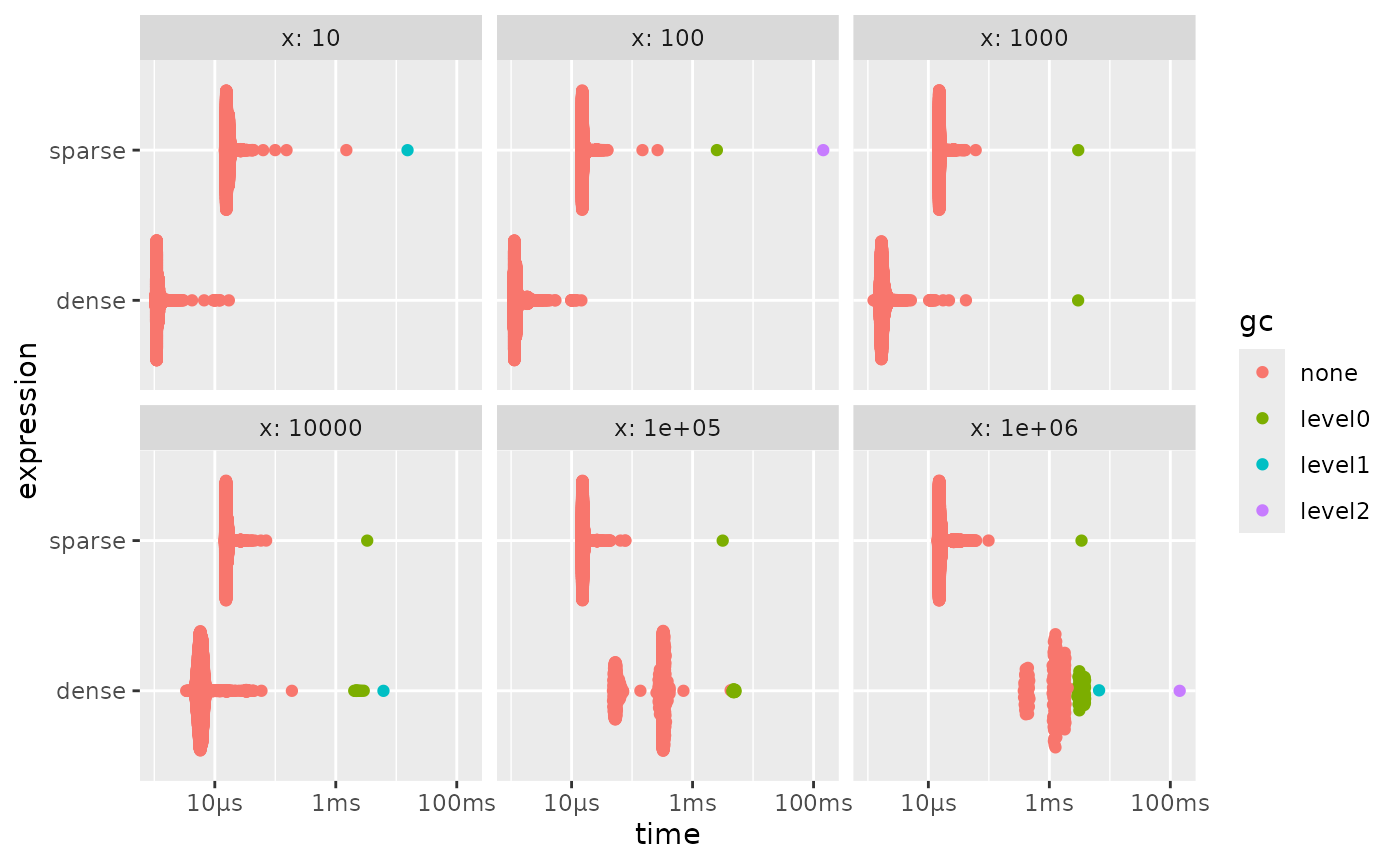 x: 10
x: 100
x: 1000
sparse
dense
x: 10000
x: 1e+05
x: 1e+06
sparse
dense
10µs
1ms
100ms
10µs
1ms
100ms
10µs
1ms
100ms
time
expression
gc
none
level0
level1
level2